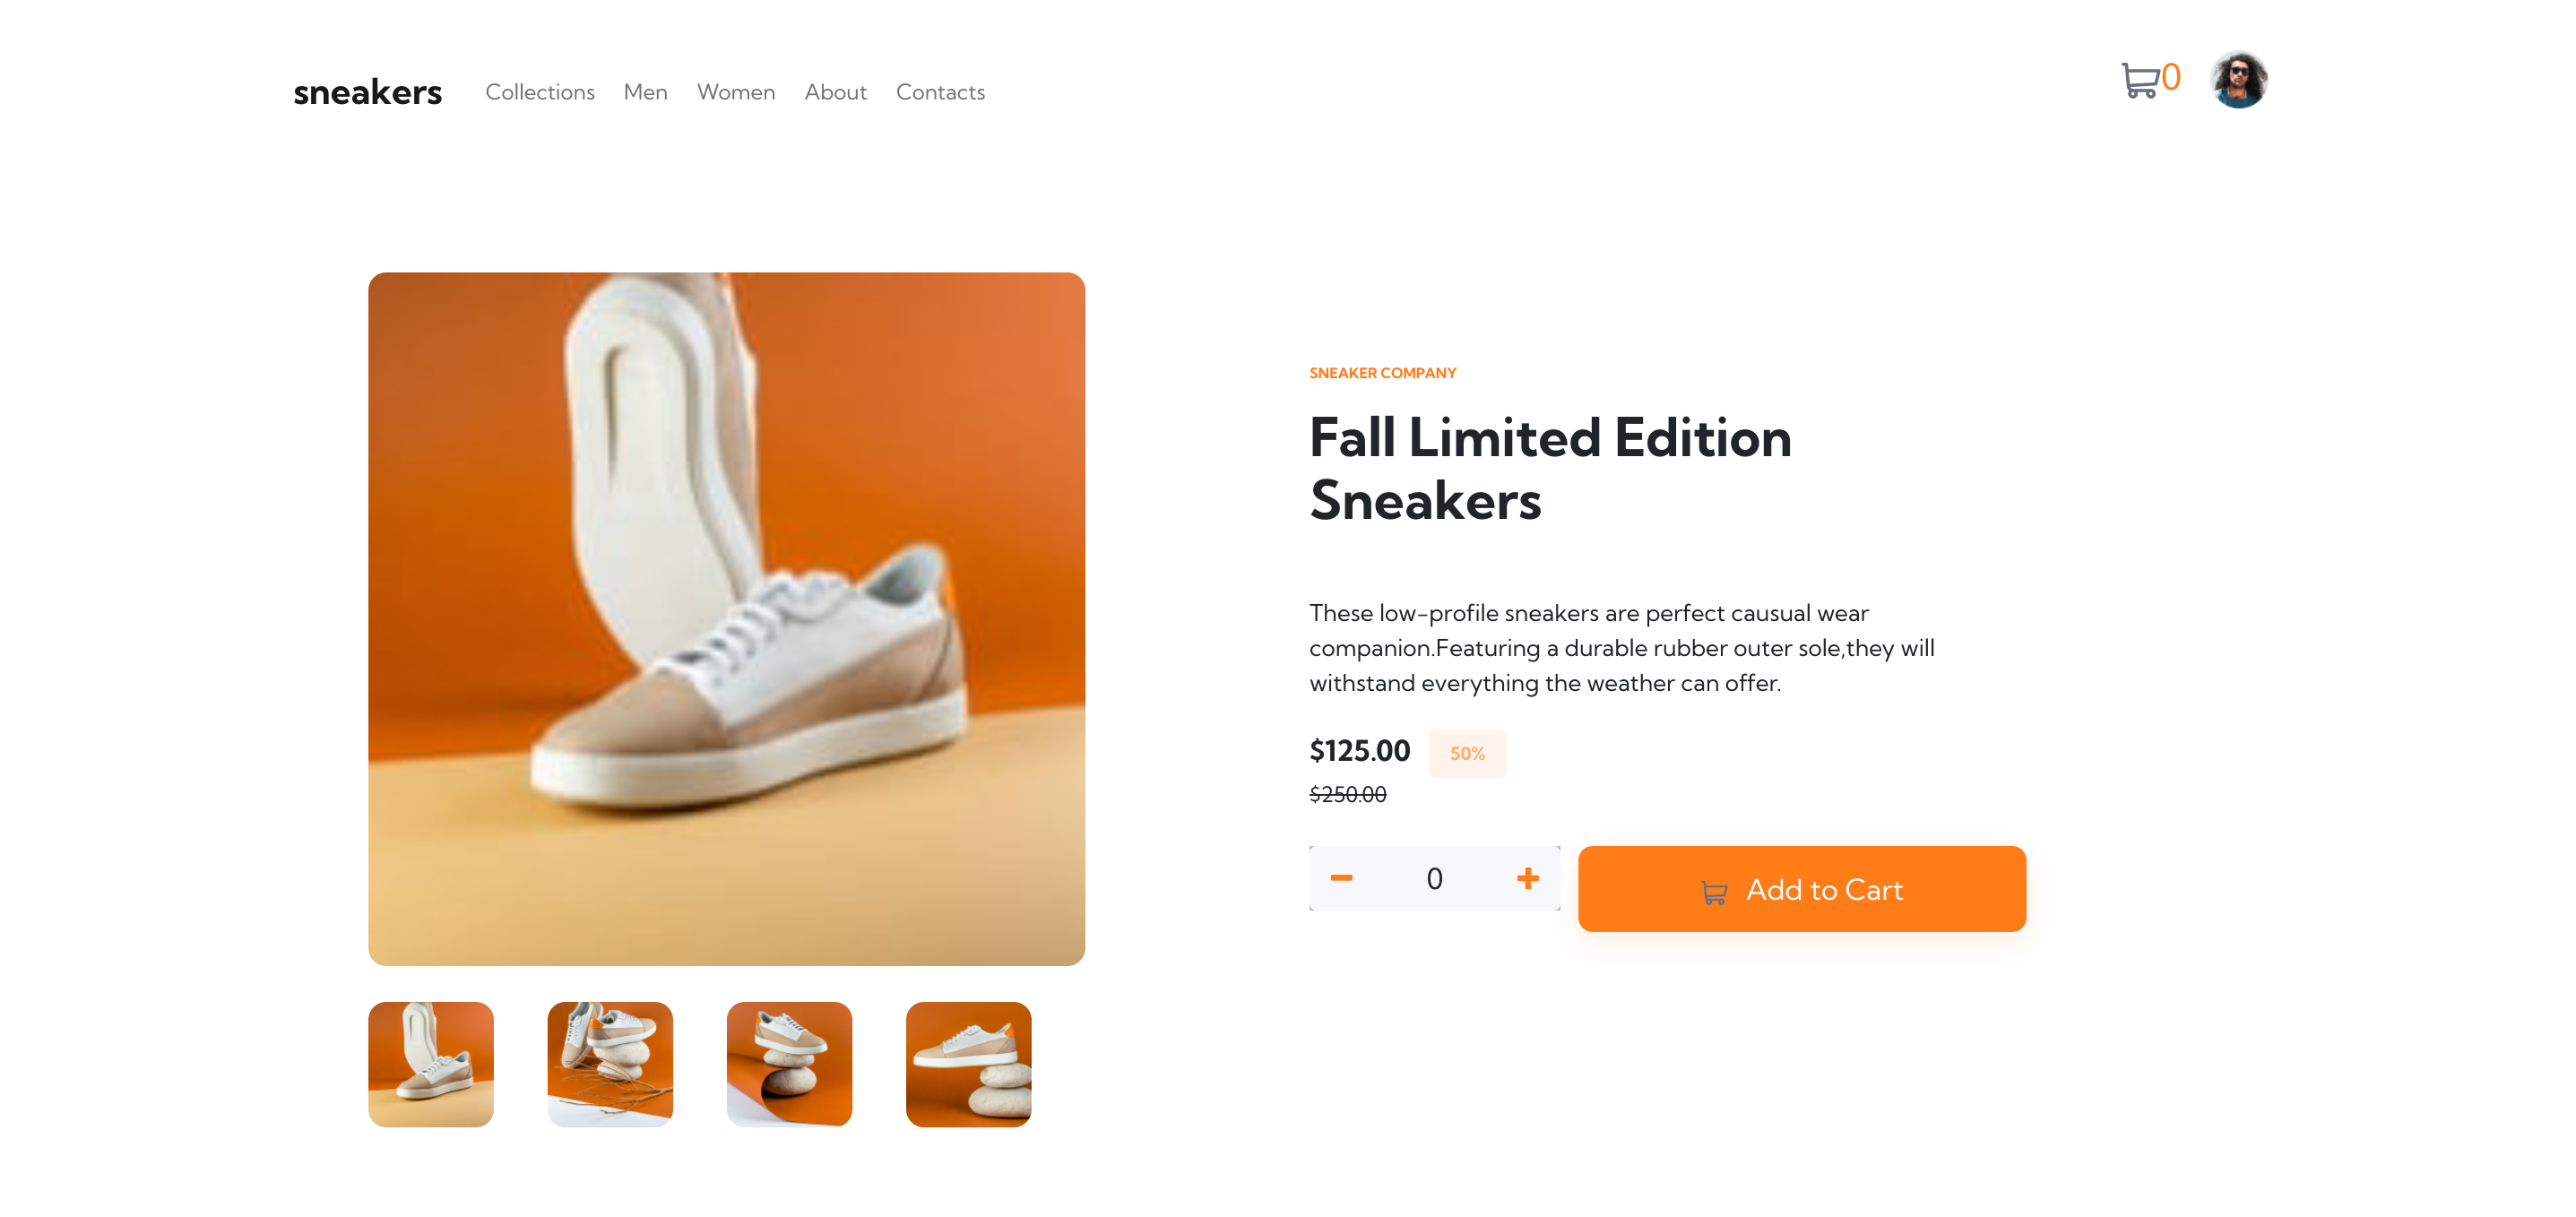 sneakers Collections Men Women About Contacts 0
SNEAKER COMPANY
Fall Limited Edition
Sneakers
These low-profile sneakers are perfect causual wear
companion.Featuring a durable rubber outer sole,they will
withstand everything the weather can offer.
$125.00 50%
$250.00
0 Add to Cart